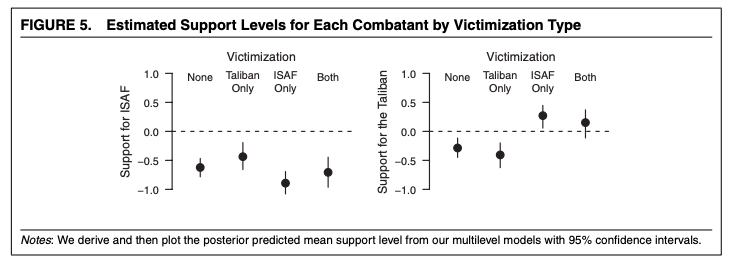 FIGURE 5. Estimated Support Levels for Each Combatant by Victimization Type
Victimization
None Taliban Only ISAF Only Both
Support for ISAF
1.0
0.5
0.0
−0.5
−1.0
Victimization
None Taliban Only ISAF Only Both
Support for the Taliban
1.0
0.5
0.0
−0.5
−1.0
Notes: We derive and then plot the posterior predicted mean support level from our multilevel models with 95% confidence intervals.